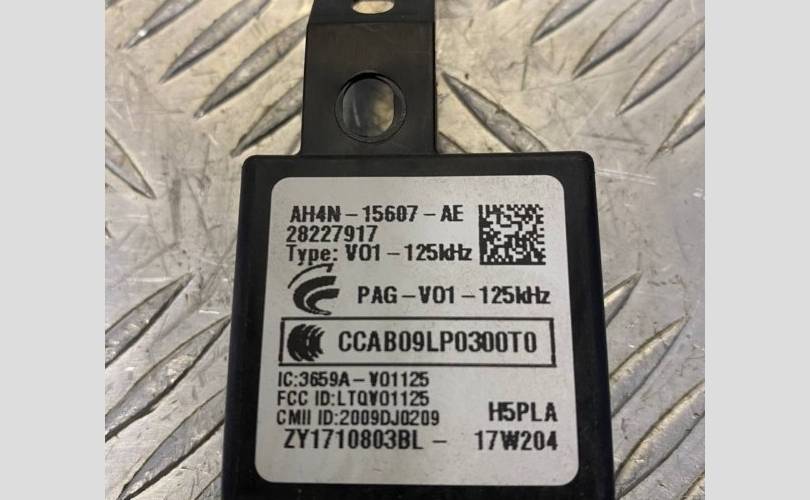 AH4N-15607-AE
28227917
Type: V01-125kHz
PAG-V01-125kHz
CCAB09LP0300T0
IC:3659A-V01125
FCC ID:LTQV01125
CMII ID:2009DJ0209 H5PLA
ZY1710803BL - 17W204